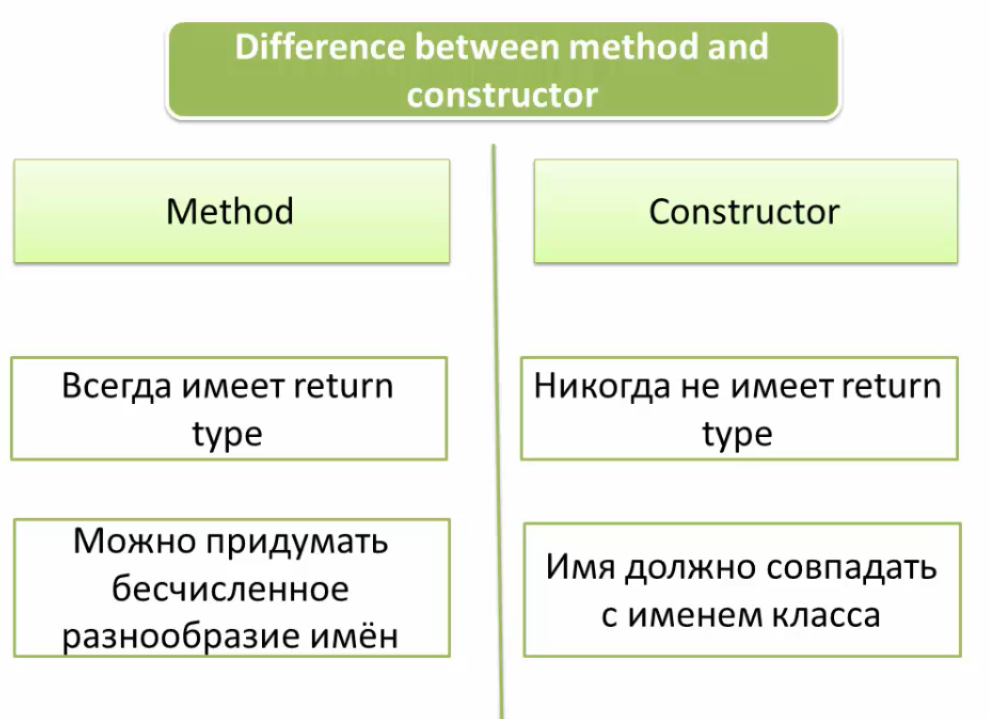 Difference between method and
constructor
Method
Constructor
Всегда имеет return
type
Никогда не имеет return
type
Можно придумать
бесчисленное
разнообразие имён
Имя должно совпадать
с именем класса